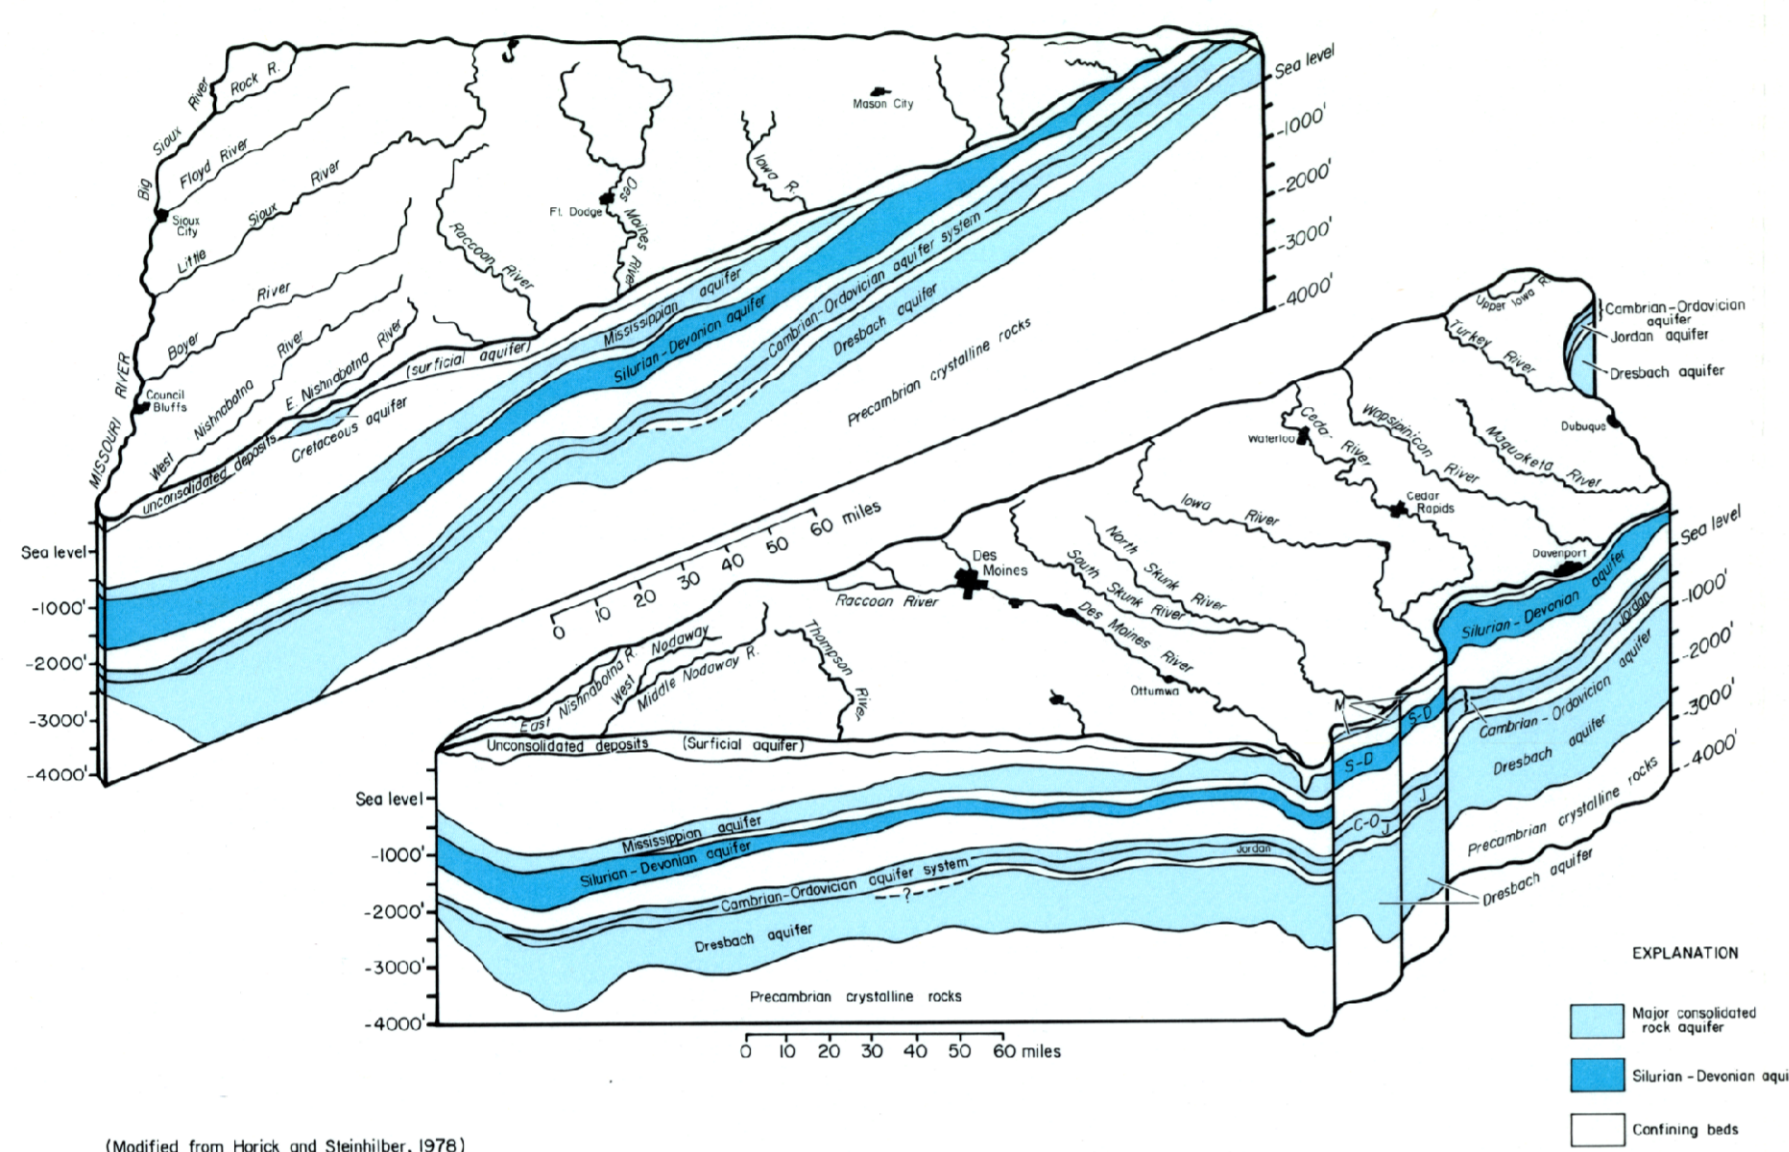 Big Sioux River
Rock R.
Floyd River
Sioux
City
Little Sioux River
Boyer River
MISSOURI RIVER
Council
Bluffs
West Nishnabotna River
E. Nishnabotna River
Raccoon River
Ft. Dodge
Des Moines River
Iowa R.
Mason City
unconsolidated deposits
(surficial aquifer)
Cretaceous aquifer
Mississippian aquifer
Silurian-Devonian aquifer
Cambrian-Ordovician aquifer system
Dresbach aquifer
Precambrian crystalline rocks
Sea level
-1000'
-2000'
-3000'
-4000'
Sea level
-1000'
-2000'
-3000'
-4000'
0 10 20 30 40 50 60 miles
Upper Iowa R.
Turkey River
Cambrian-Ordovician
aquifer
Jordan aquifer
Dresbach aquifer
Dubuque
Waterloo
Cedar River
Wapsipinicon River
Maquoketa River
Cedar
Rapids
Iowa River
Davenport
Des
Moines
Raccoon River
North Skunk River
South Skunk River
Des Moines River
Ottumwa
East Nishnabotna R.
West Nodaway
Middle Nodaway R.
Thompson River
Unconsolidated deposits (Surficial aquifer)
Sea level
-1000'
-2000'
-3000'
-4000'
Mississippian aquifer
Silurian-Devonian aquifer
Cambrian-Ordovician aquifer system
Jordan
-?-
Dresbach aquifer
Precambrian crystalline rocks
M
S-D
S-D
C-O
J
J
Silurian-Devonian aquifer
Jordan
Cambrian-Ordovician aquifer
Dresbach aquifer
Precambrian crystalline rocks
Dresbach aquifer
Sea level
-1000'
-2000'
-3000'
-4000'
0 10 20 30 40 50 60 miles
EXPLANATION
Major consolidated
rock aquifer
Silurian-Devonian aqui
Confining beds
(Modified from Horick and Steinhilber, 1978)